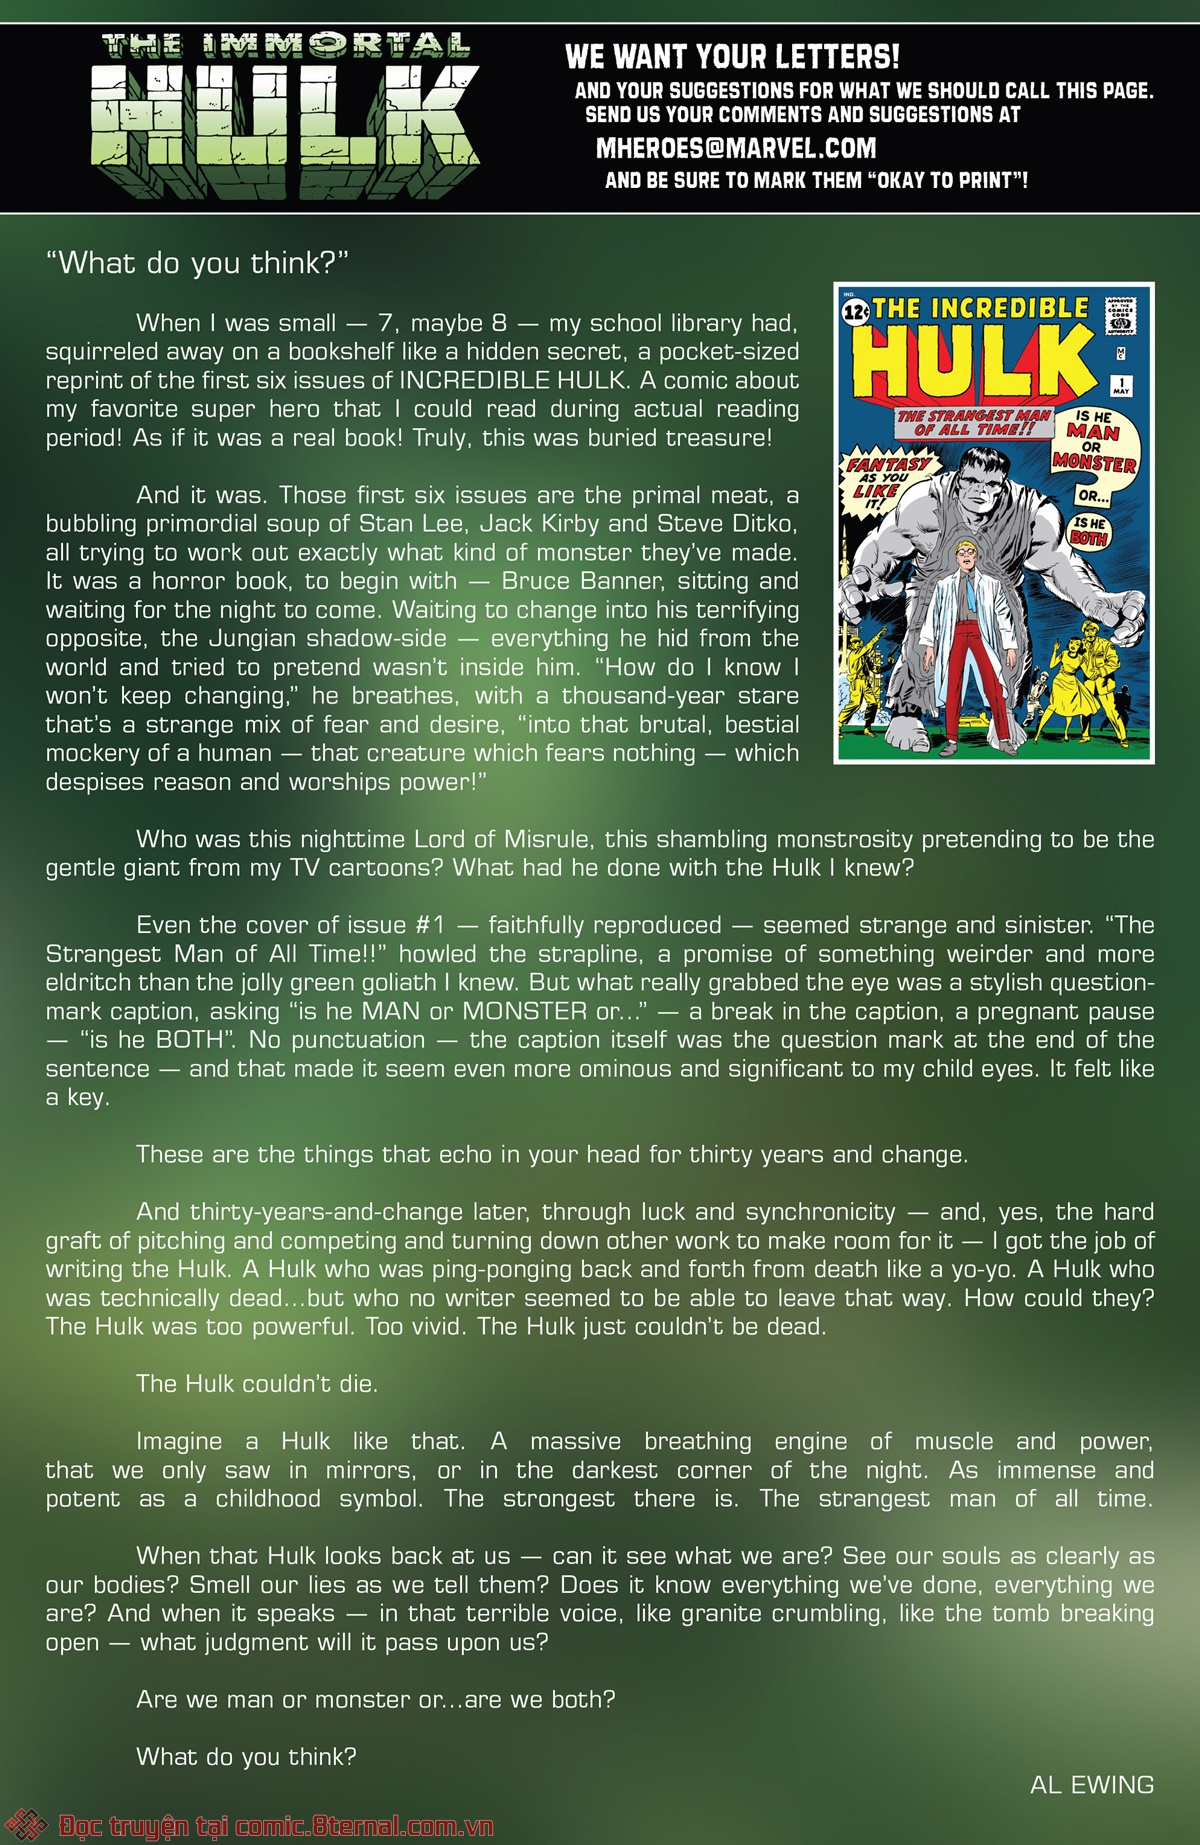 THE IMMORTAL
HULK
WE WANT YOUR LETTERS!
AND YOUR SUGGESTIONS FOR WHAT WE SHOULD CALL THIS PAGE.
SEND US YOUR COMMENTS AND SUGGESTIONS AT
MHEROES@MARVEL.COM
AND BE SURE TO MARK THEM “OKAY TO PRINT”!
“What do you think?”
When I was small — 7, maybe 8 — my school library had,
squirreled away on a bookshelf like a hidden secret, a pocket-sized
reprint of the first six issues of INCREDIBLE HULK. A comic about
my favorite super hero that I could read during actual reading
period! As if it was a real book! Truly, this was buried treasure!
And it was. Those first six issues are the primal meat, a
bubbling primordial soup of Stan Lee, Jack Kirby and Steve Ditko,
all trying to work out exactly what kind of monster they’ve made.
It was a horror book, to begin with — Bruce Banner, sitting and
waiting for the night to come. Waiting to change into his terrifying
opposite, the Jungian shadow-side — everything he hid from the
world and tried to pretend wasn’t inside him. “How do I know I
won’t keep changing,” he breathes, with a thousand-year stare
that’s a strange mix of fear and desire, “into that brutal, bestial
mockery of a human — that creature which fears nothing — which
despises reason and worships power!”
IND.
12¢
THE INCREDIBLE
HULK
APPROVED
BY THE
COMICS
CODE
AUTHORITY
M
C
1
MAY
THE STRANGEST MAN
OF ALL TIME!!
IS HE
MAN
OR
MONSTER
OR...
IS HE
BOTH
FANTASY
AS YOU
LIKE
IT!
Who was this nighttime Lord of Misrule, this shambling monstrosity pretending to be the
gentle giant from my TV cartoons? What had he done with the Hulk I knew?
Even the cover of issue #1 — faithfully reproduced — seemed strange and sinister. “The
Strangest Man of All Time!!” howled the strapline, a promise of something weirder and more
eldritch than the jolly green goliath I knew. But what really grabbed the eye was a stylish question-
mark caption, asking “is he MAN or MONSTER or...” — a break in the caption, a pregnant pause
— “is he BOTH”. No punctuation — the caption itself was the question mark at the end of the
sentence — and that made it seem even more ominous and significant to my child eyes. It felt like
a key.
These are the things that echo in your head for thirty years and change.
And thirty-years-and-change later, through luck and synchronicity — and, yes, the hard
graft of pitching and competing and turning down other work to make room for it — I got the job of
writing the Hulk. A Hulk who was ping-ponging back and forth from death like a yo-yo. A Hulk who
was technically dead...but who no writer seemed to be able to leave that way. How could they?
The Hulk was too powerful. Too vivid. The Hulk just couldn’t be dead.
The Hulk couldn’t die.
Imagine a Hulk like that. A massive breathing engine of muscle and power,
that we only saw in mirrors, or in the darkest corner of the night. As immense and
potent as a childhood symbol. The strongest there is. The strangest man of all time.
When that Hulk looks back at us — can it see what we are? See our souls as clearly as
our bodies? Smell our lies as we tell them? Does it know everything we’ve done, everything we
are? And when it speaks — in that terrible voice, like granite crumbling, like the tomb breaking
open — what judgment will it pass upon us?
Are we man or monster or...are we both?
What do you think?
AL EWING
Đọc truyện tại comic.8ternal.com.vn